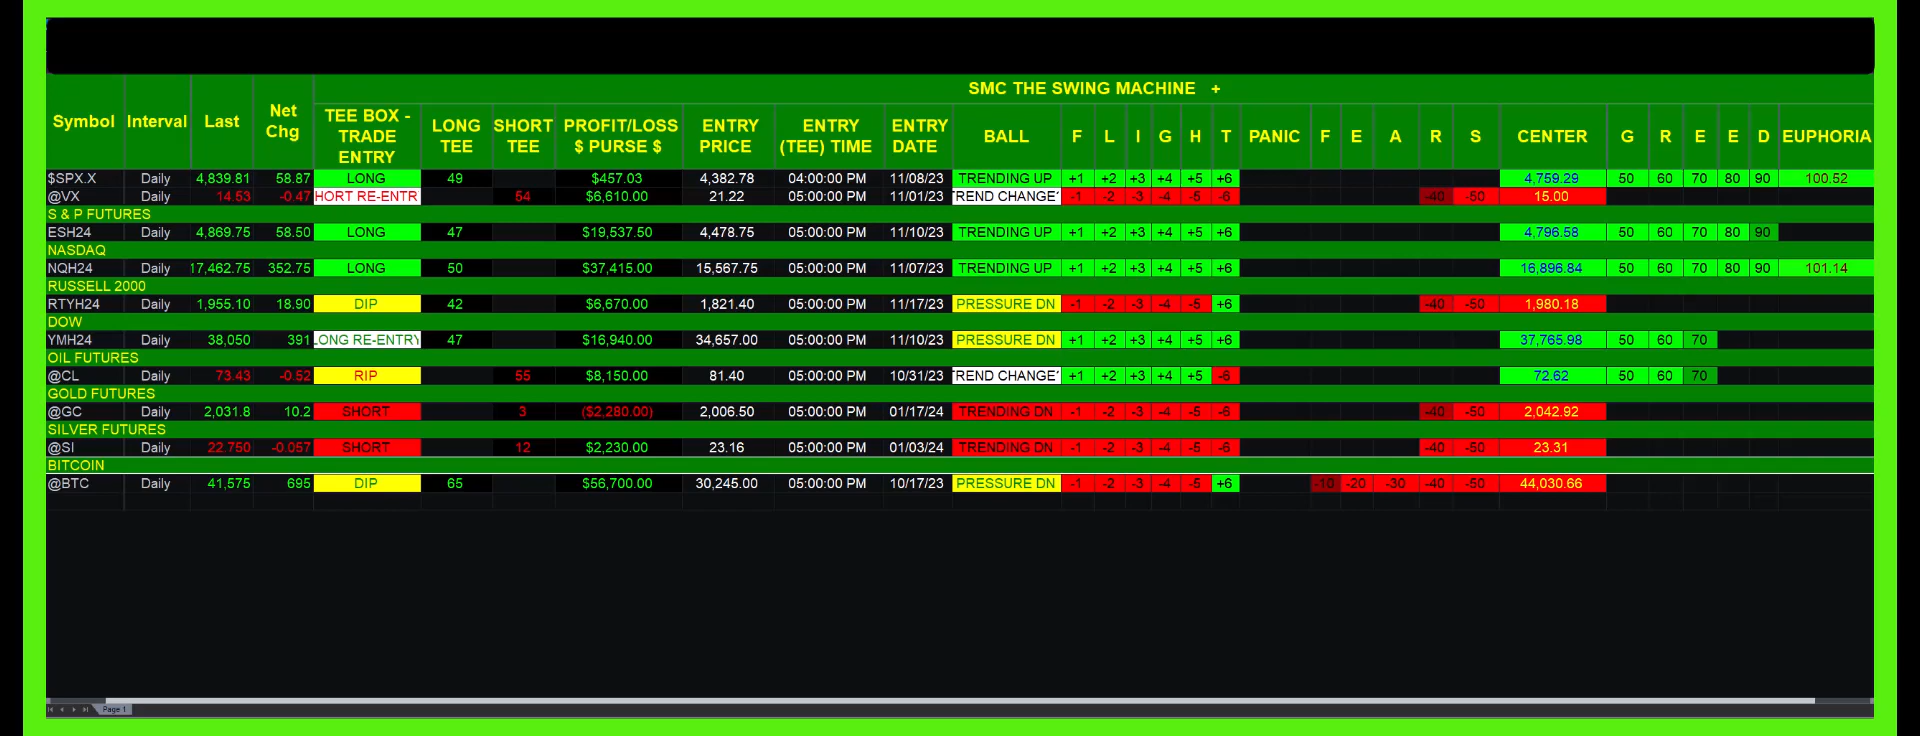 SMC THE SWING MACHINE +
Symbol Interval Last Net Chg TEE BOX - TRADE ENTRY LONG TEE SHORT TEE PROFIT/LOSS $ PURSE $ ENTRY PRICE ENTRY (TEE) TIME ENTRY DATE BALL F L I G H T PANIC F E A R S CENTER G R E E D EUPHORIA
$SPX.X Daily 4,839.81 58.87 LONG 49 $457.03 4,382.78 04:00:00 PM 11/08/23 TRENDING UP +1 +2 +3 +4 +5 +6 4,759.29 50 60 70 80 90 100.52
@VX Daily 14.53 -0.47 HORT RE-ENTR 54 $6,610.00 21.22 05:00:00 PM 11/01/23 TREND CHANGE -1 -2 -3 -4 -5 -6 -40 -50 15.00
S & P FUTURES
ESH24 Daily 4,869.75 58.50 LONG 47 $19,537.50 4,478.75 05:00:00 PM 11/10/23 TRENDING UP +1 +2 +3 +4 +5 +6 4,796.58 50 60 70 80 90
NASDAQ
NQH24 Daily 17,462.75 352.75 LONG 50 $37,415.00 15,567.75 05:00:00 PM 11/07/23 TRENDING UP +1 +2 +3 +4 +5 +6 16,896.84 50 60 70 80 90 101.14
RUSSELL 2000
RTYH24 Daily 1,955.10 18.90 DIP 42 $6,670.00 1,821.40 05:00:00 PM 11/17/23 PRESSURE DN -1 -2 -3 -4 -5 +6 -40 -50 1,980.18
DOW
YMH24 Daily 38,050 391 LONG RE-ENTRY 47 $16,940.00 34,657.00 05:00:00 PM 11/10/23 PRESSURE DN +1 +2 +3 +4 +5 +6 37,765.98 50 60 70
OIL FUTURES
@CL Daily 73.43 -0.52 RIP 55 $8,150.00 81.40 05:00:00 PM 10/31/23 TREND CHANGE +1 +2 +3 +4 +5 -6 72.62 50 60 70
GOLD FUTURES
@GC Daily 2,031.8 10.2 SHORT 3 ($2,280.00) 2,006.50 05:00:00 PM 01/17/24 TRENDING DN -1 -2 -3 -4 -5 -6 -40 -50 2,042.92
SILVER FUTURES
@SI Daily 22.750 -0.057 SHORT 12 $2,230.00 23.16 05:00:00 PM 01/03/24 TRENDING DN -1 -2 -3 -4 -5 -6 -40 -50 23.31
BITCOIN
@BTC Daily 41,575 695 DIP 65 $56,700.00 30,245.00 05:00:00 PM 10/17/23 PRESSURE DN -1 -2 -3 -4 -5 +6 -10 -20 -30 -40 -50 44,030.66
Page 1